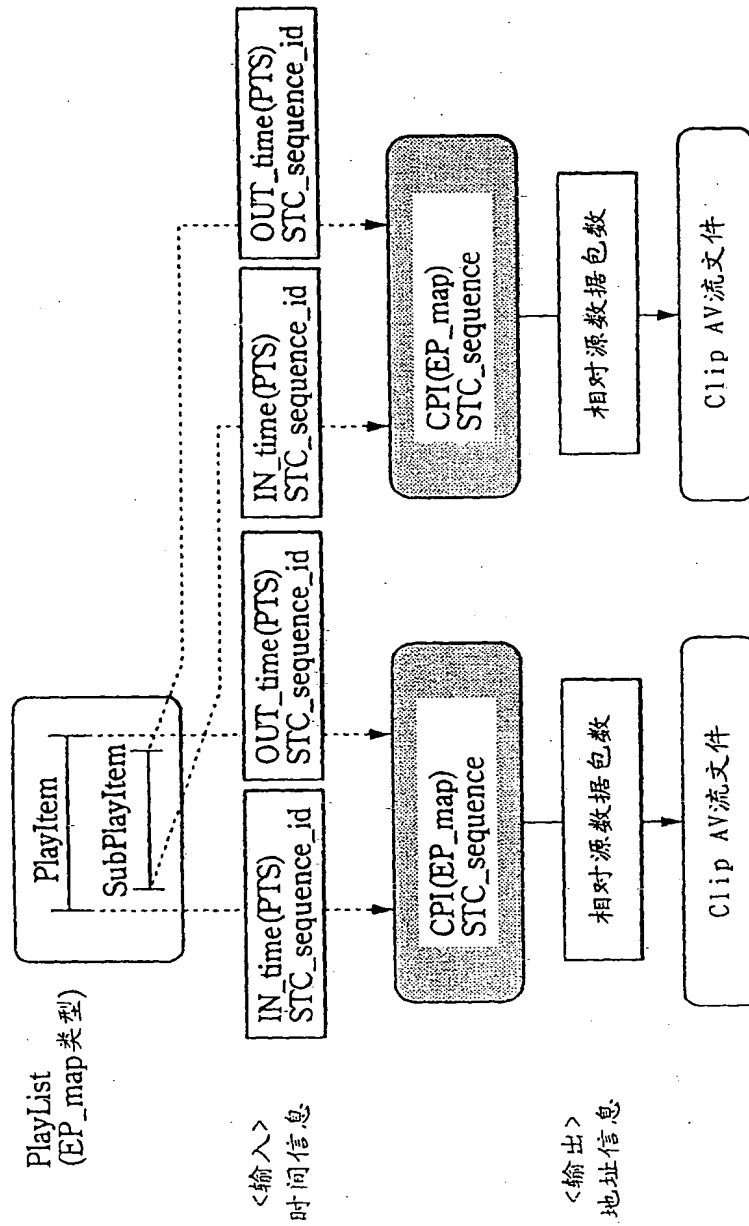 PlayList
(EP_map类型)
PlayItem
SubPlayItem
<输入>
时间信息
IN_time(PTS)
STC_sequence_id
OUT_time(PTS)
STC_sequence_id
IN_time(PTS)
STC_sequence_id
OUT_time(PTS)
STC_sequence_id
CPI(EP_map)
STC_sequence
CPI(EP_map)
STC_sequence
<输出>
地址信息
相对源数据包数
相对源数据包数
Clip AV流文件
Clip AV流文件